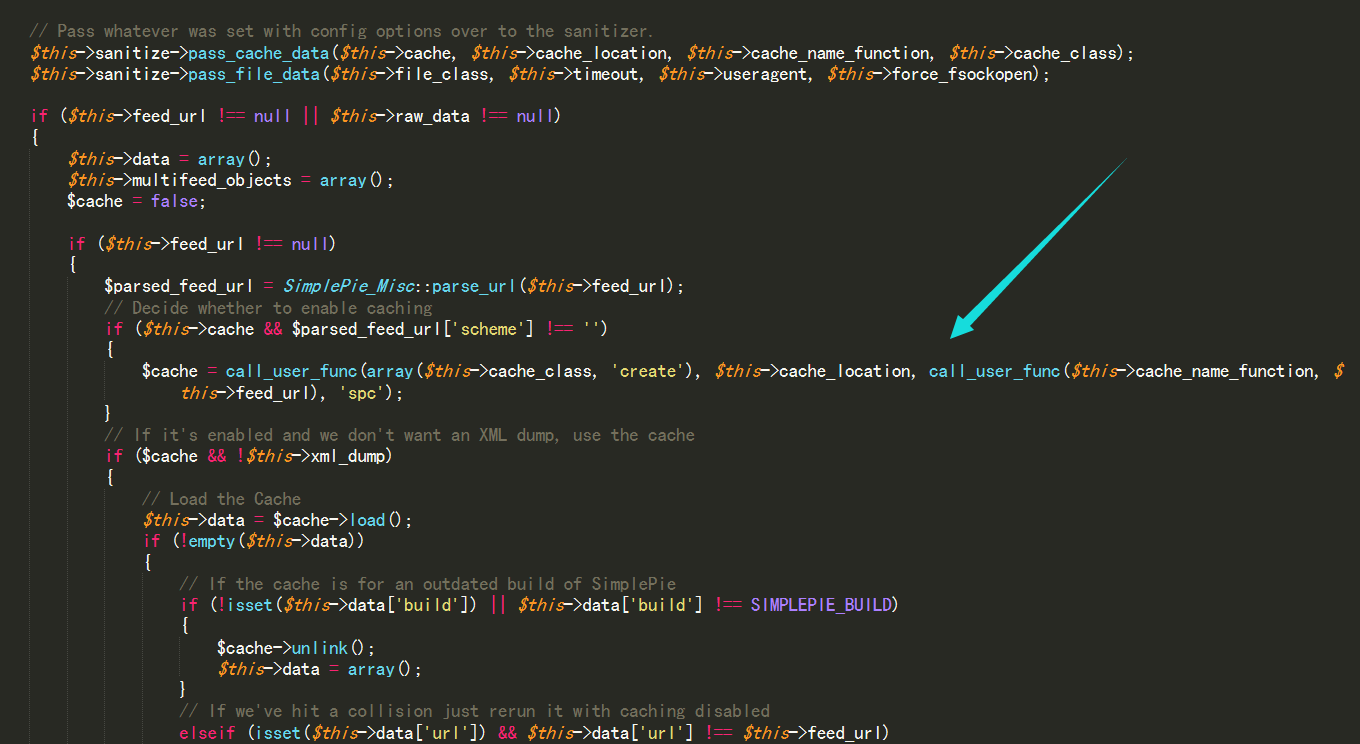 // Pass whatever was set with config options over to the sanitizer.
$this->sanitize->pass_cache_data($this->cache, $this->cache_location, $this->cache_name_function, $this->cache_class);
$this->sanitize->pass_file_data($this->file_class, $this->timeout, $this->useragent, $this->force_fsockopen);
if ($this->feed_url !== null || $this->raw_data !== null)
{
$this->data = array();
$this->multifeed_objects = array();
$cache = false;
if ($this->feed_url !== null)
{
$parsed_feed_url = SimplePie_Misc::parse_url($this->feed_url);
// Decide whether to enable caching
if ($this->cache && $parsed_feed_url['scheme'] !== '')
{
$cache = call_user_func(array($this->cache_class, 'create'), $this->cache_location, call_user_func($this->cache_name_function, $
this->feed_url), 'spc');
}
// If it's enabled and we don't want an XML dump, use the cache
if ($cache && !$this->xml_dump)
{
// Load the Cache
$this->data = $cache->load();
if (!empty($this->data))
{
// If the cache is for an outdated build of SimplePie
if (!isset($this->data['build']) || $this->data['build'] !== SIMPLEPIE_BUILD)
{
$cache->unlink();
$this->data = array();
}
// If we've hit a collision just rerun it with caching disabled
elseif (isset($this->data['url']) && $this->data['url'] !== $this->feed_url)